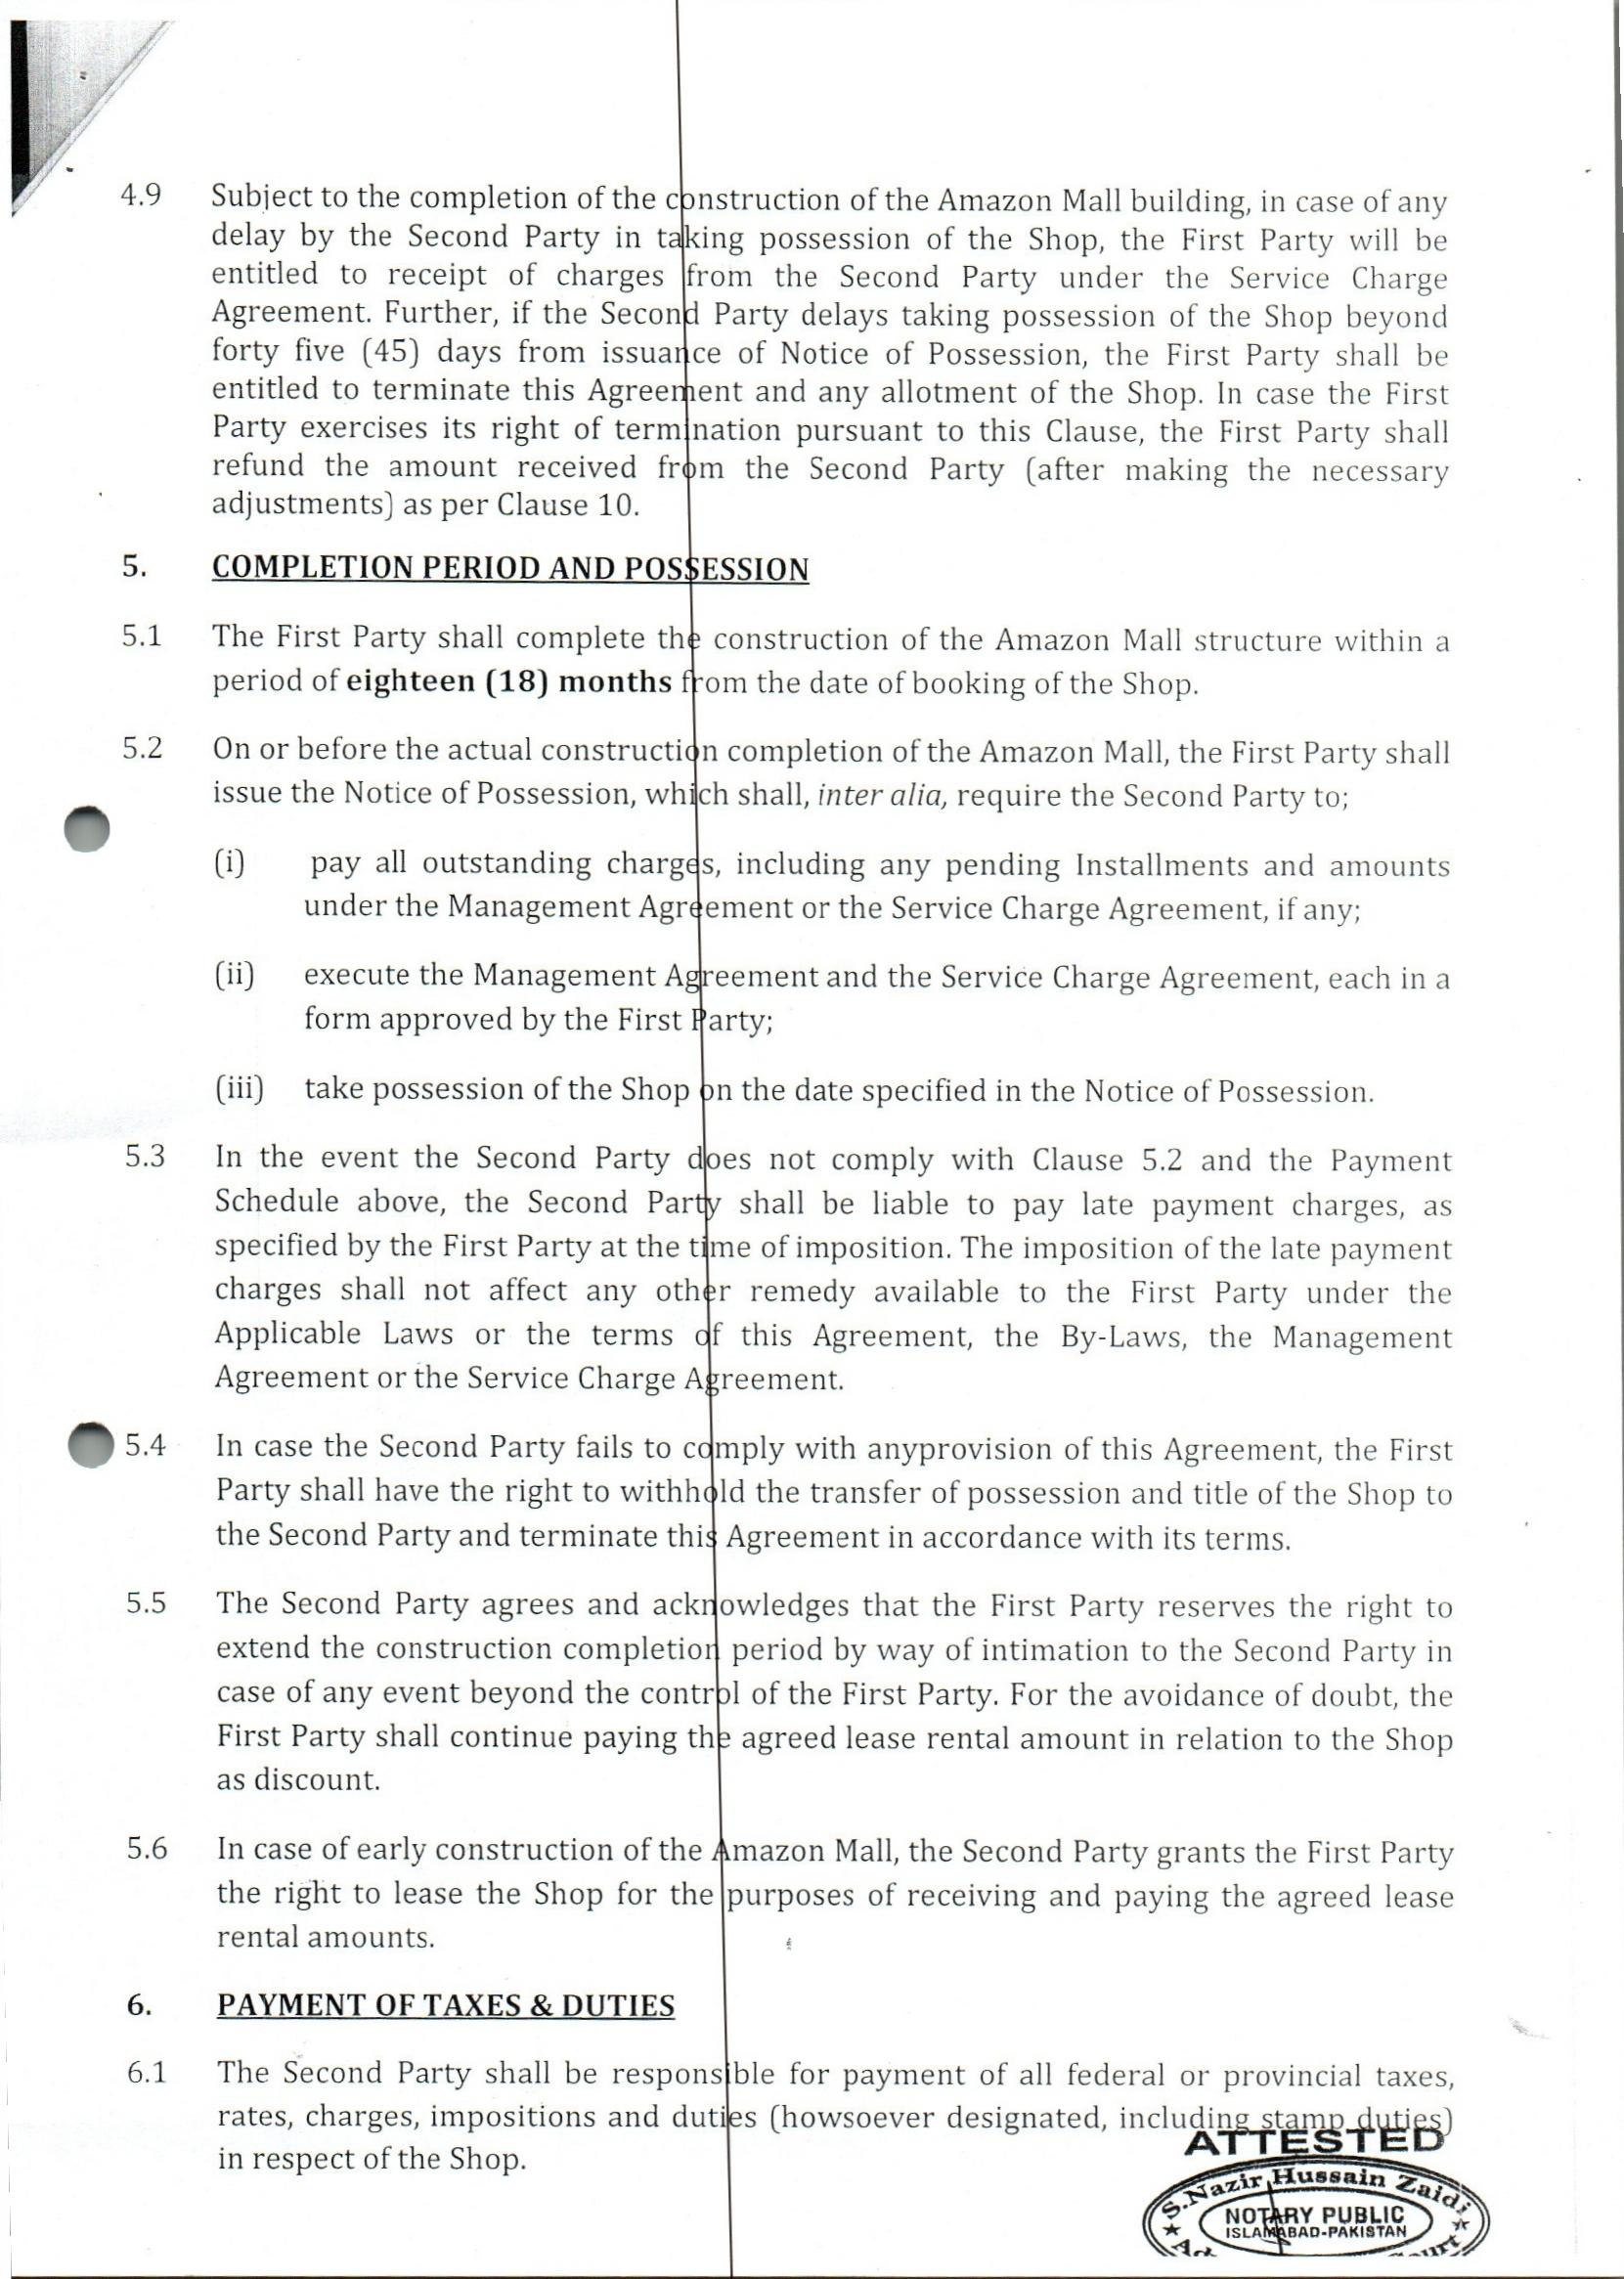 4.9 Subject to the completion of the construction of the Amazon Mall building, in case of any
delay by the Second Party in taking possession of the Shop, the First Party will be
entitled to receipt of charges from the Second Party under the Service Charge
Agreement. Further, if the Second Party delays taking possession of the Shop beyond
forty five (45) days from issuance of Notice of Possession, the First Party shall be
entitled to terminate this Agreement and any allotment of the Shop. In case the First
Party exercises its right of termination pursuant to this Clause, the First Party shall
refund the amount received from the Second Party (after making the necessary
adjustments) as per Clause 10.
5. COMPLETION PERIOD AND POSSESSION
5.1 The First Party shall complete the construction of the Amazon Mall structure within a
period of eighteen (18) months from the date of booking of the Shop.
5.2 On or before the actual construction completion of the Amazon Mall, the First Party shall
issue the Notice of Possession, which shall, inter alia, require the Second Party to;
(i) pay all outstanding charges, including any pending Installments and amounts
under the Management Agreement or the Service Charge Agreement, if any;
(ii) execute the Management Agreement and the Service Charge Agreement, each in a
form approved by the First Party;
(iii) take possession of the Shop on the date specified in the Notice of Possession.
5.3 In the event the Second Party does not comply with Clause 5.2 and the Payment
Schedule above, the Second Party shall be liable to pay late payment charges, as
specified by the First Party at the time of imposition. The imposition of the late payment
charges shall not affect any other remedy available to the First Party under the
Applicable Laws or the terms of this Agreement, the By-Laws, the Management
Agreement or the Service Charge Agreement.
5.4 In case the Second Party fails to comply with anyprovision of this Agreement, the First
Party shall have the right to withhold the transfer of possession and title of the Shop to
the Second Party and terminate this Agreement in accordance with its terms.
5.5 The Second Party agrees and acknowledges that the First Party reserves the right to
extend the construction completion period by way of intimation to the Second Party in
case of any event beyond the control of the First Party. For the avoidance of doubt, the
First Party shall continue paying the agreed lease rental amount in relation to the Shop
as discount.
5.6 In case of early construction of the Amazon Mall, the Second Party grants the First Party
the right to lease the Shop for the purposes of receiving and paying the agreed lease
rental amounts.
6. PAYMENT OF TAXES & DUTIES
6.1 The Second Party shall be responsible for payment of all federal or provincial taxes,
rates, charges, impositions and duties (howsoever designated, including stamp duties)
in respect of the Shop.
ATTESTED
S.Nazir Hussain Zaidi
NOTARY PUBLIC
ISLAMABAD-PAKISTAN